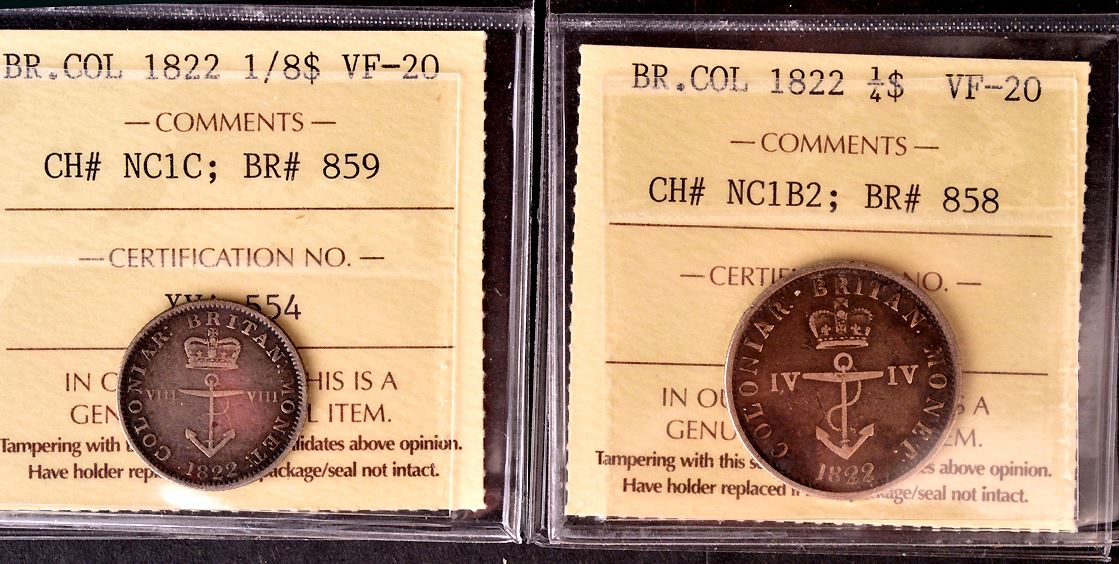 BR.COL 1822 1/8$ VF-20
— COMMENTS —
CH# NC1C; BR# 859
— CERTIFICATION NO. —
554
IN HIS IS A
GEN ITEM.
Tampering with above opinion.
Have holder package/seal not intact.
COLONIAR. BRITAN. MONET.
VIII VIII
1822
BR.COL 1822 ¼$ VF-20
— COMMENTS —
CH# NC1B2; BR# 858
— CERTIF NO. —
IN OU A
GENU EM.
Tampering with this above opinion.
Have holder replaced kage/seal not intact.
COLONIAR. BRITAN. MONET.
IV IV
1822